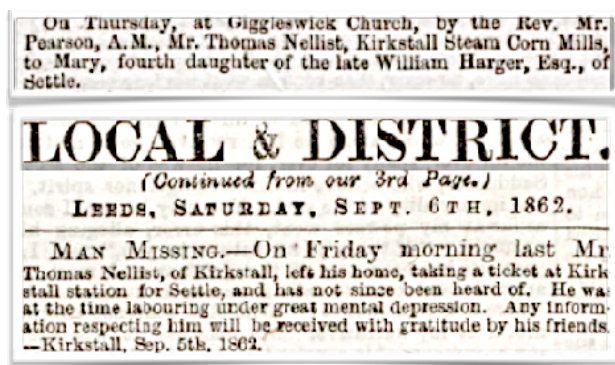 On Thursday, at Giggleswick Church, by the Rev. Mr.
Pearson, A.M., Mr. Thomas Nellist, Kirkstall Steam Corn Mills,
to Mary, fourth daughter of the late William Harger, Esq., of
Settle.
LOCAL & DISTRICT.
(Continued from our 3rd Page.)
LEEDS, SATURDAY, SEPT. 6TH, 1862.
MAN MISSING.—On Friday morning last Mr
Thomas Nellist, of Kirkstall, left his home, taking a ticket at Kirk
stall station for Settle, and has not since been heard of. He wa
at the time labouring under great mental depression. Any inform-
ation respecting him will be received with gratitude by his friends.
—Kirkstall, Sep. 5th, 1862.